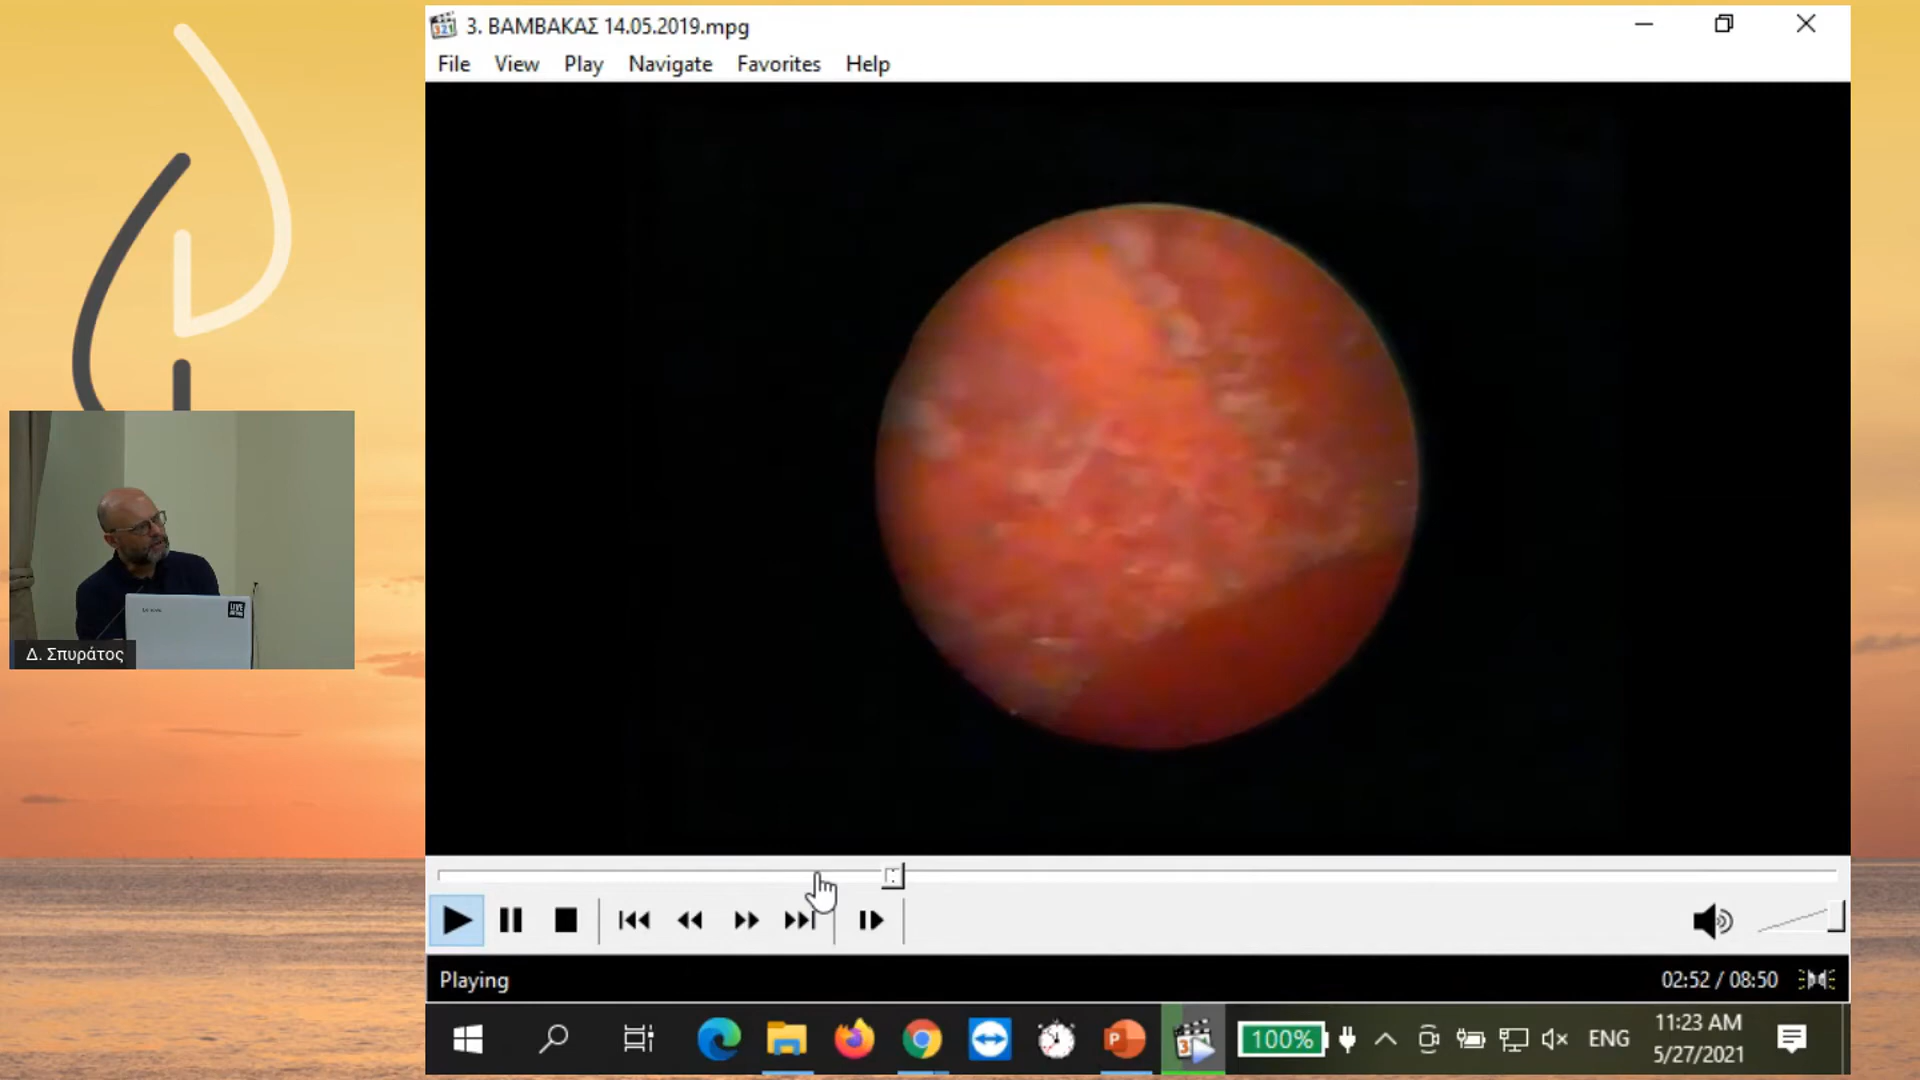 3. ΒΑΜΒΑΚΑΣ 14.05.2019.mpg
File View Play Navigate Favorites Help
Δ. Σπυράτος
Playing
02:52 / 08:50
100%
ENG
11:23 AM
5/27/2021